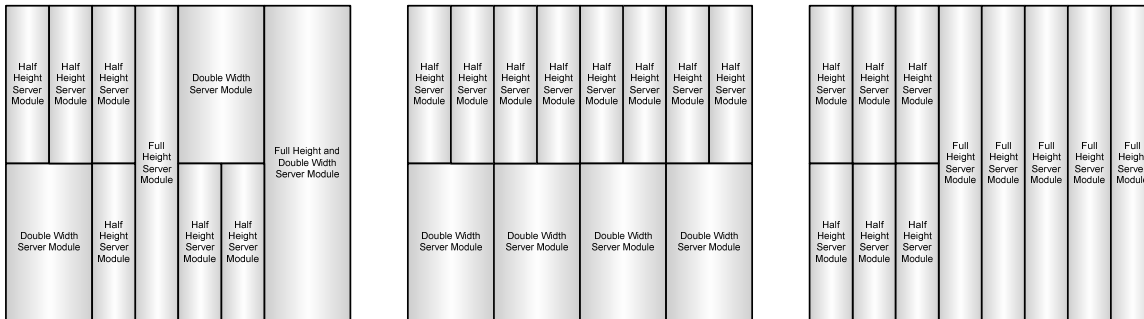 Half
Height
Server
Module
Half
Height
Server
Module
Half
Height
Server
Module
Full
Height
Server
Module
Double Width
Server Module
Full Height and
Double Width
Server Module
Double Width
Server Module
Half
Height
Server
Module
Half
Height
Server
Module
Half
Height
Server
Module
Half
Height
Server
Module
Half
Height
Server
Module
Half
Height
Server
Module
Half
Height
Server
Module
Half
Height
Server
Module
Half
Height
Server
Module
Half
Height
Server
Module
Half
Height
Server
Module
Double Width
Server Module
Double Width
Server Module
Double Width
Server Module
Double Width
Server Module
Half
Height
Server
Module
Half
Height
Server
Module
Half
Height
Server
Module
Full
Height
Server
Module
Full
Height
Server
Module
Full
Height
Server
Module
Full
Height
Server
Module
Full
Height
Server
Module
Half
Height
Server
Module
Half
Height
Server
Module
Half
Height
Server
Module